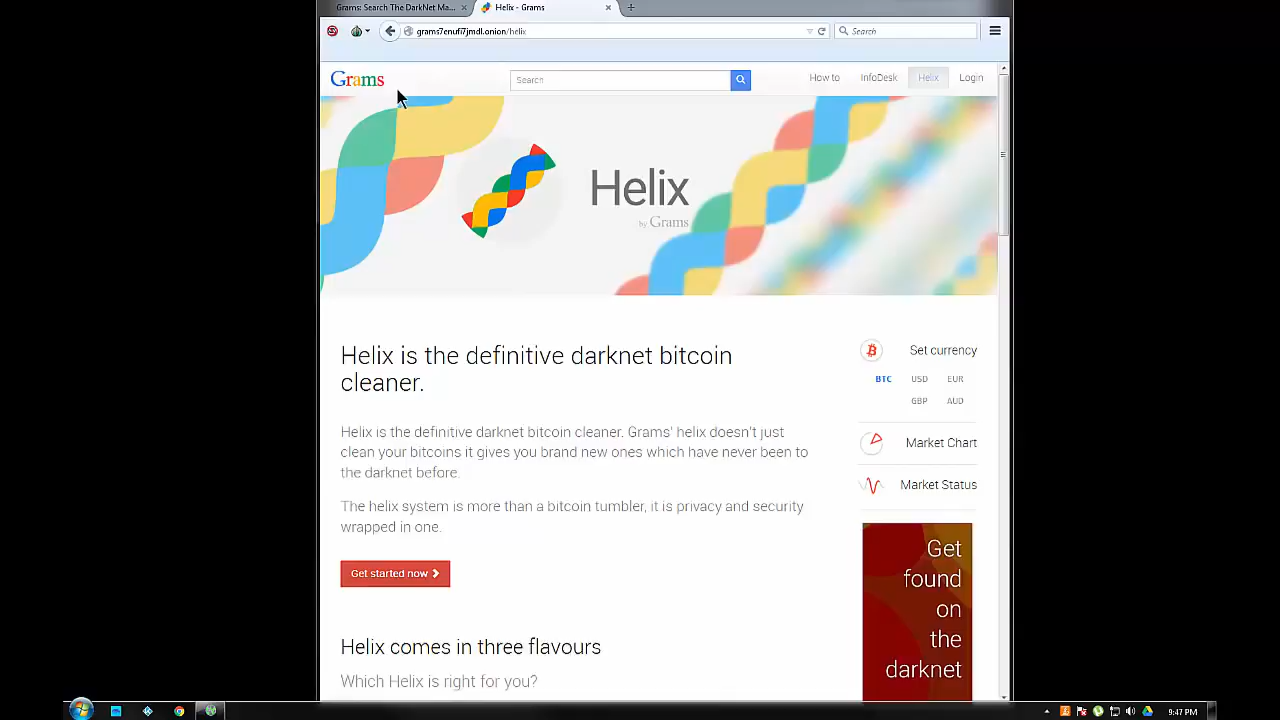 Grams: Search The DarkNet Ma...
Helix - Grams
grams7enufi7jmdl.onion/helix
Search
Grams
Search
How to
InfoDesk
Helix
Login
Helix
by Grams
Helix is the definitive darknet bitcoin
cleaner.
Helix is the definitive darknet bitcoin cleaner. Grams' helix doesn't just
clean your bitcoins it gives you brand new ones which have never been to
the darknet before.
The helix system is more than a bitcoin tumbler, it is privacy and security
wrapped in one.
Get started now
Helix comes in three flavours
Which Helix is right for you?
Set currency
BTC USD EUR
GBP AUD
Market Chart
Market Status
Get
found
on
the
darknet
9:47 PM